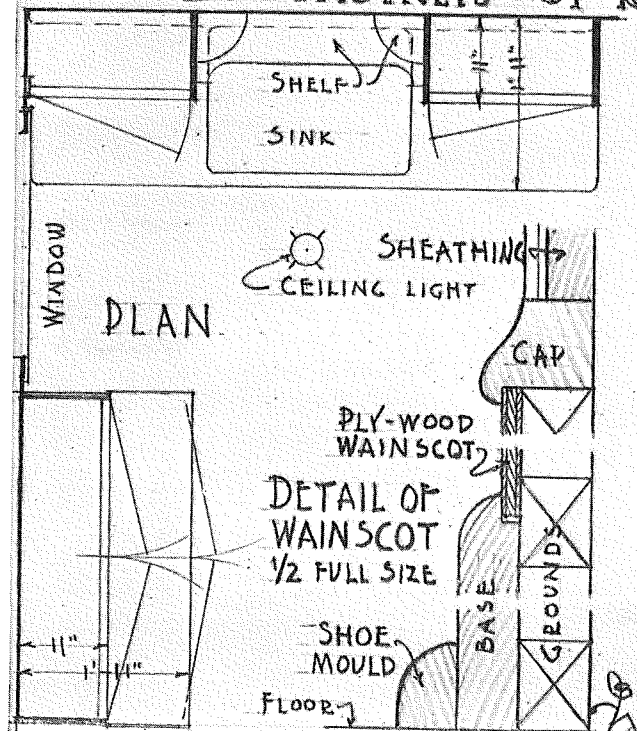 SHELF
SINK
11"
1' 11"
WINDOW
PLAN
CEILING LIGHT
SHEATHING
CAP
PLY-WOOD
WAINSCOT
DETAIL OF
WAINSCOT
1/2 FULL SIZE
BASE
GROUNDS
SHOE
MOULD
FLOOR
11"
1' 11"